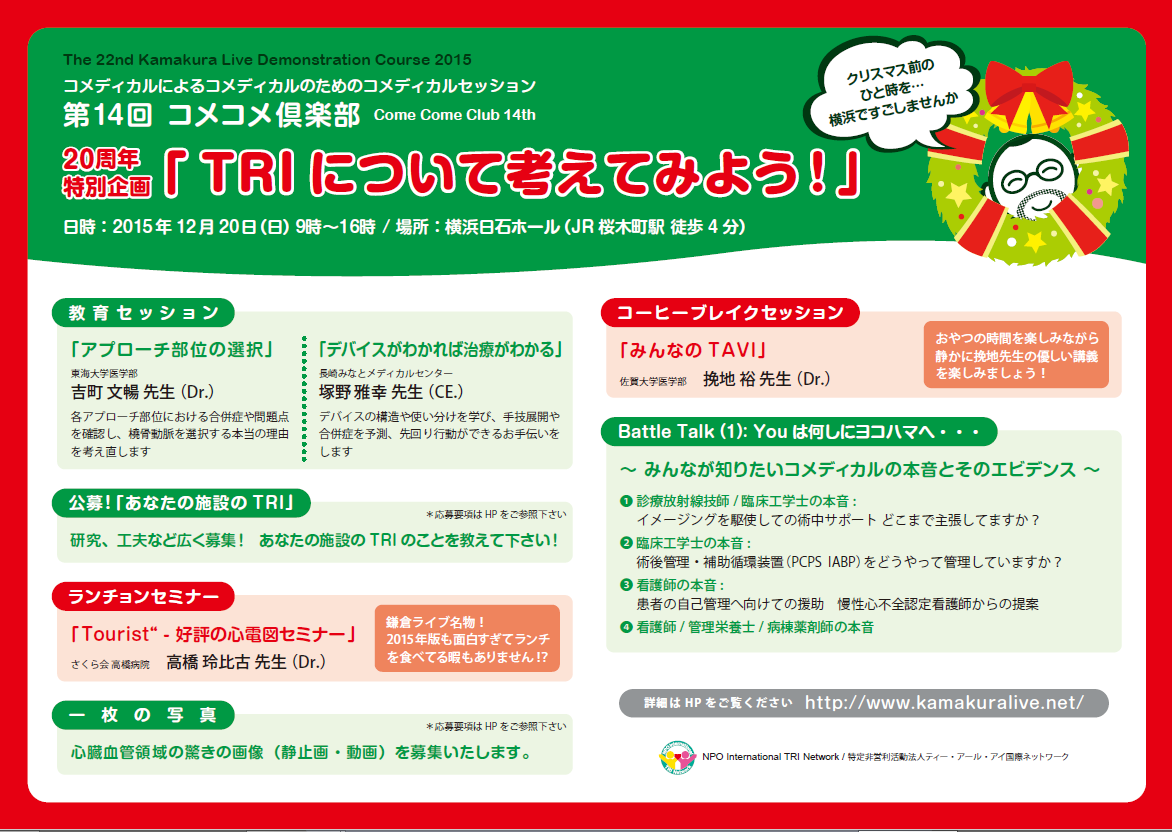 The 22nd Kamakura Live Demonstration Course 2015
コメディカルによるコメディカルのためのコメディカルセッション
第14回 コメコメ倶楽部 Come Come Club 14th
20周年
特別企画
「TRIについて考えてみよう！」
日時：2015年12月20日(日) 9時～16時 / 場所：横浜日石ホール(JR桜木町駅 徒歩4分)
クリスマス前の
ひと時を…
横浜ですごしませんか
教育セッション
「アプローチ部位の選択」
東海大学医学部
吉町 文暢 先生（Dr.）
各アプローチ部位における合併症や問題点
を確認し、橈骨動脈を選択する本当の理由
を考え直します
「デバイスがわかれば治療がわかる」
長崎みなとメディカルセンター
塚野 雅幸 先生（CE.）
デバイスの構造や使い分けを学び、手技展開や
合併症を予測、先回り行動ができるお手伝いを
します
公募！「あなたの施設のTRI」
＊応募要項はHPをご参照下さい
研究、工夫など広く募集！ あなたの施設のTRIのことを教えて下さい！
ランチョンセミナー
「Tourist“ - 好評の心電図セミナー」
さくら会 高橋病院 高橋 玲比古 先生（Dr.）
鎌倉ライブ名物！
2015年版も面白すぎてランチ
を食べてる暇もありません!?
一枚の写真
＊応募要項はHPをご参照下さい
心臓血管領域の驚きの画像（静止画・動画）を募集いたします。
コーヒーブレイクセッション
「みんなのTAVI」
佐賀大学医学部 挽地 裕 先生（Dr.）
おやつの時間を楽しみながら
静かに挽地先生の優しい講義
を楽しみましょう！
Battle Talk (1): Youは何しにヨコハマへ・・・
～ みんなが知りたいコメディカルの本音とそのエビデンス ～
❶ 診療放射線技師 / 臨床工学士の本音：
イメージングを駆使しての術中サポート どこまで主張してますか？
❷ 臨床工学士の本音：
術後管理・補助循環装置（PCPS IABP）をどうやって管理していますか？
❸ 看護師の本音：
患者の自己管理へ向けての援助 慢性心不全認定看護師からの提案
❹ 看護師 / 管理栄養士 / 病棟薬剤師の本音
詳細はHPをご覧ください http://www.kamakuralive.net/
NPO International TRI Network / 特定非営利活動法人ティー・アール・アイ国際ネットワーク